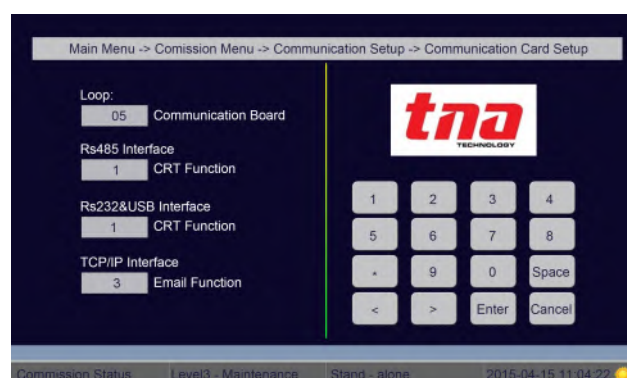 Main Menu -> Comission Menu -> Communication Setup -> Communication Card Setup
Loop:
05 Communication Board
Rs485 Interface
1 CRT Function
Rs232&USB Interface
1 CRT Function
TCP/IP Interface
3 Email Function
tna
TECHNOLOGY
1 2 3 4
5 6 7 8
* 9 0 Space
< > Enter Cancel
Commission Status Level3 - Maintenance Stand - alone 2015-04-15 11:04:22